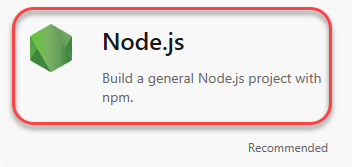 Node.js
Build a general Node.js project with
npm.
Recommended